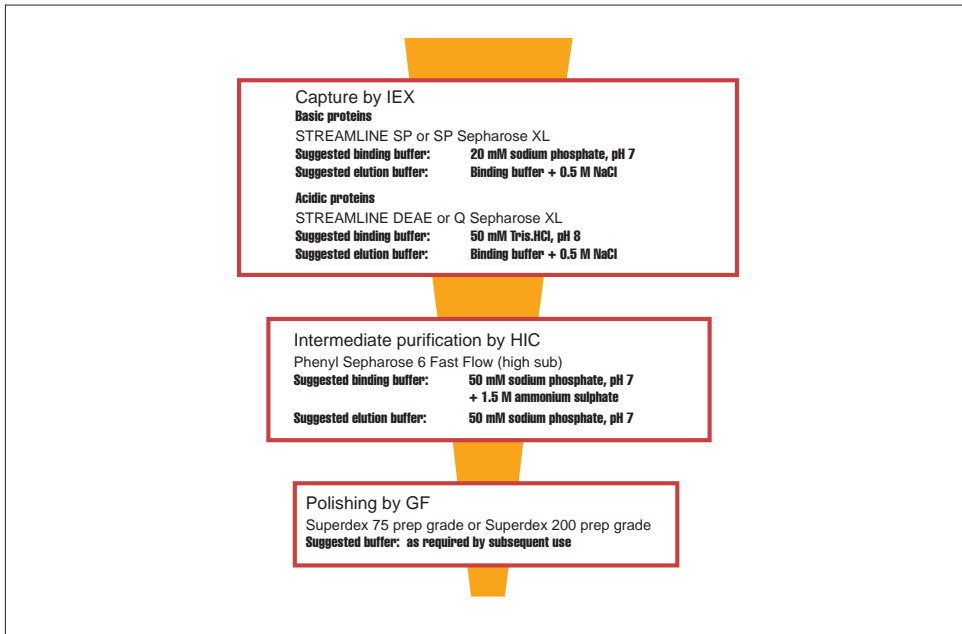 Capture by IEX
Basic proteins
STREAMLINE SP or SP Sepharose XL
Suggested binding buffer: 20 mM sodium phosphate, pH 7
Suggested elution buffer: Binding buffer + 0.5 M NaCl
Acidic proteins
STREAMLINE DEAE or Q Sepharose XL
Suggested binding buffer: 50 mM Tris.HCl, pH 8
Suggested elution buffer: Binding buffer + 0.5 M NaCl
Intermediate purification by HIC
Phenyl Sepharose 6 Fast Flow (high sub)
Suggested binding buffer: 50 mM sodium phosphate, pH 7
+ 1.5 M ammonium sulphate
Suggested elution buffer: 50 mM sodium phosphate, pH 7
Polishing by GF
Superdex 75 prep grade or Superdex 200 prep grade
Suggested buffer: as required by subsequent use